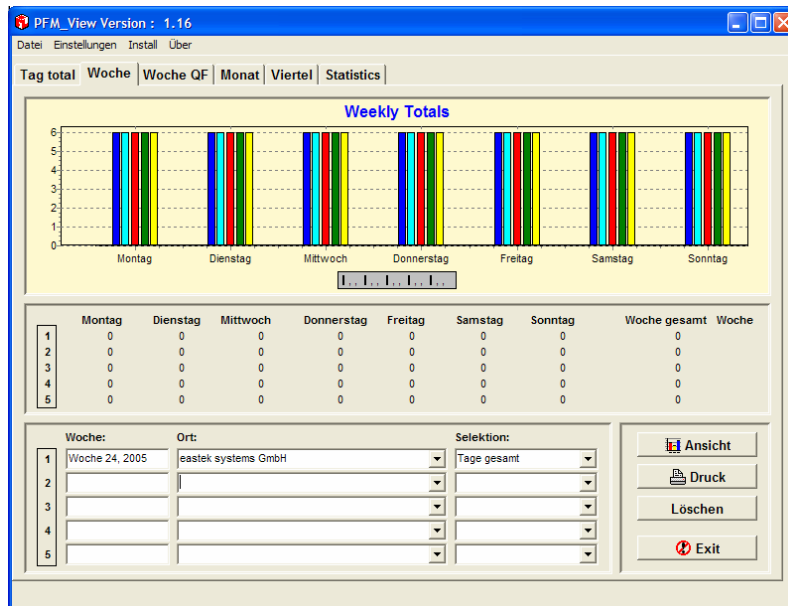 PFM_View Version : 1.16
Datei Einstellungen Install Über
Tag total Woche Woche QF Monat Viertel Statistics
Weekly Totals
6
5
4
3
2
1
0
Montag Dienstag Mittwoch Donnerstag Freitag Samstag Sonntag
Montag Dienstag Mittwoch Donnerstag Freitag Samstag Sonntag Woche gesamt Woche
1 0 0 0 0 0 0 0 0
2 0 0 0 0 0 0 0 0
3 0 0 0 0 0 0 0 0
4 0 0 0 0 0 0 0 0
5 0 0 0 0 0 0 0 0
Woche: Ort: Selektion:
1 Woche 24, 2005 eastek systems GmbH Tage gesamt
2
3
4
5
Ansicht
Druck
Löschen
Exit